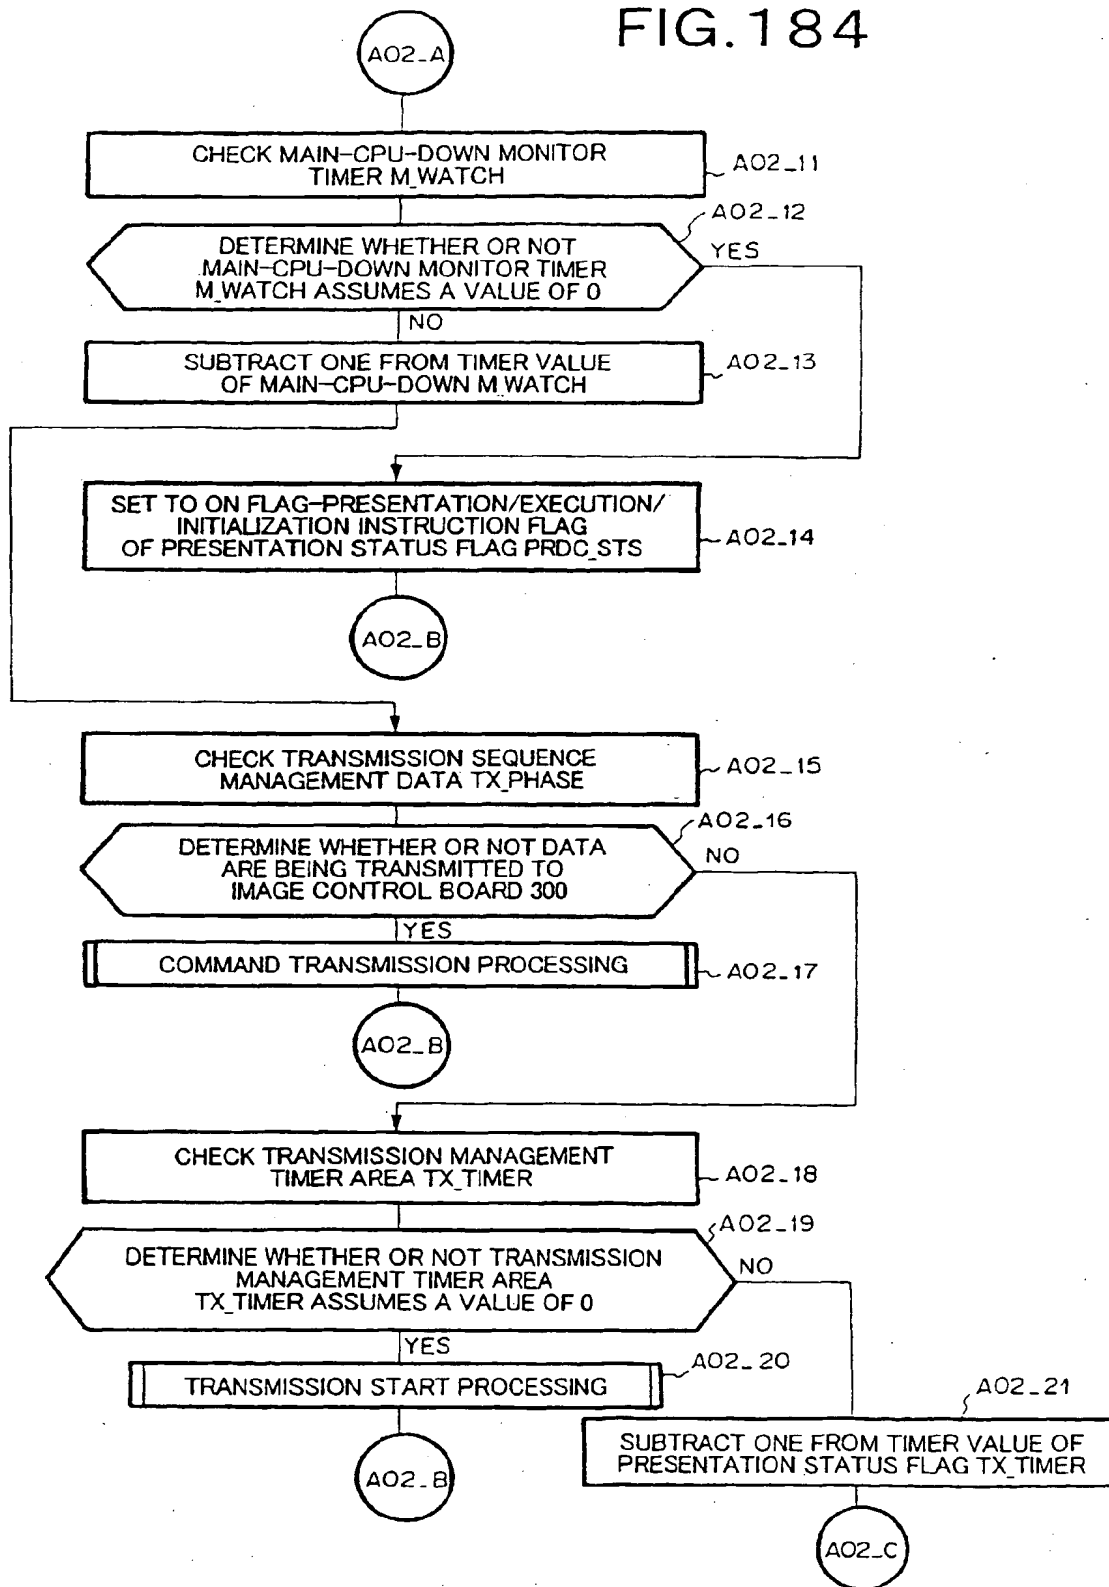 FIG.184
A02_A
CHECK MAIN-CPU-DOWN MONITOR
TIMER M_WATCH
A02_11
A02_12
DETERMINE WHETHER OR NOT
MAIN-CPU-DOWN MONITOR TIMER
M_WATCH ASSUMES A VALUE OF 0
YES
NO
SUBTRACT ONE FROM TIMER VALUE
OF MAIN-CPU-DOWN M_WATCH
A02_13
SET TO ON FLAG-PRESENTATION/EXECUTION/
INITIALIZATION INSTRUCTION FLAG
OF PRESENTATION STATUS FLAG PRDC_STS
A02_14
A02_B
CHECK TRANSMISSION SEQUENCE
MANAGEMENT DATA TX_PHASE
A02_15
A02_16
DETERMINE WHETHER OR NOT DATA
ARE BEING TRANSMITTED TO
IMAGE CONTROL BOARD 300
NO
YES
COMMAND TRANSMISSION PROCESSING
A02_17
A02_B
CHECK TRANSMISSION MANAGEMENT
TIMER AREA TX_TIMER
A02_18
A02_19
DETERMINE WHETHER OR NOT TRANSMISSION
MANAGEMENT TIMER AREA
TX_TIMER ASSUMES A VALUE OF 0
NO
YES
A02_20
TRANSMISSION START PROCESSING
A02_21
SUBTRACT ONE FROM TIMER VALUE OF
PRESENTATION STATUS FLAG TX_TIMER
A02_B
A02_C